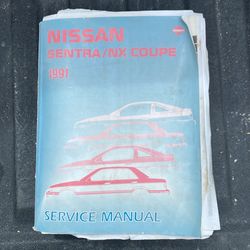 NISSAN
SENTRA/NX COUPE
1991
SERVICE MANUAL